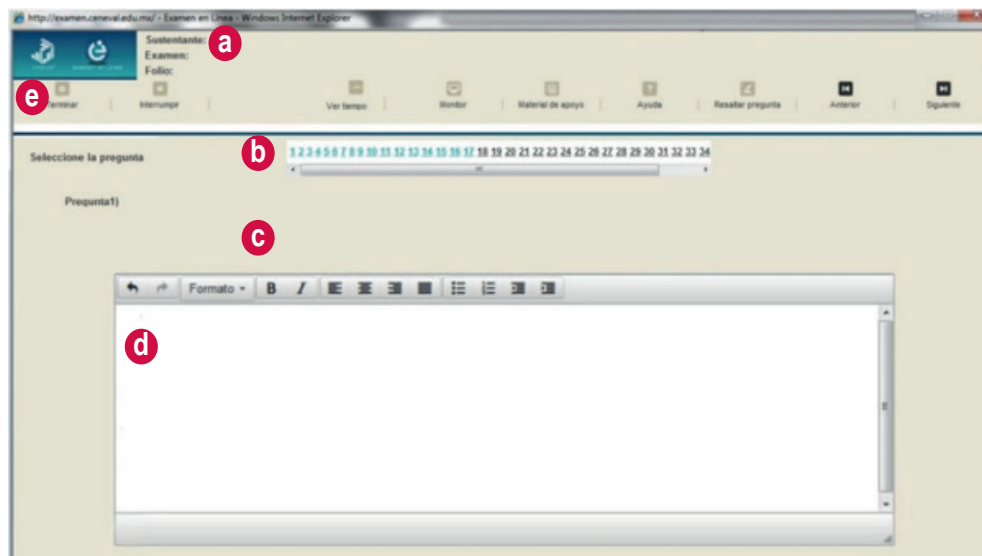 http://examen.ceneval.edu.mx/ - Examen en Línea - Windows Internet Explorer
Sustentante: a
Examen:
Folio:
e
Terminar Interrumpir Ver tiempo Monitor Material de apoyo Ayuda Resaltar pregunta Anterior Siguiente
Seleccione la pregunta b 1 2 3 4 5 6 7 8 9 10 11 12 13 14 15 16 17 18 19 20 21 22 23 24 25 26 27 28 29 30 31 32 33 34
Pregunta1)
c
Formato B I
d